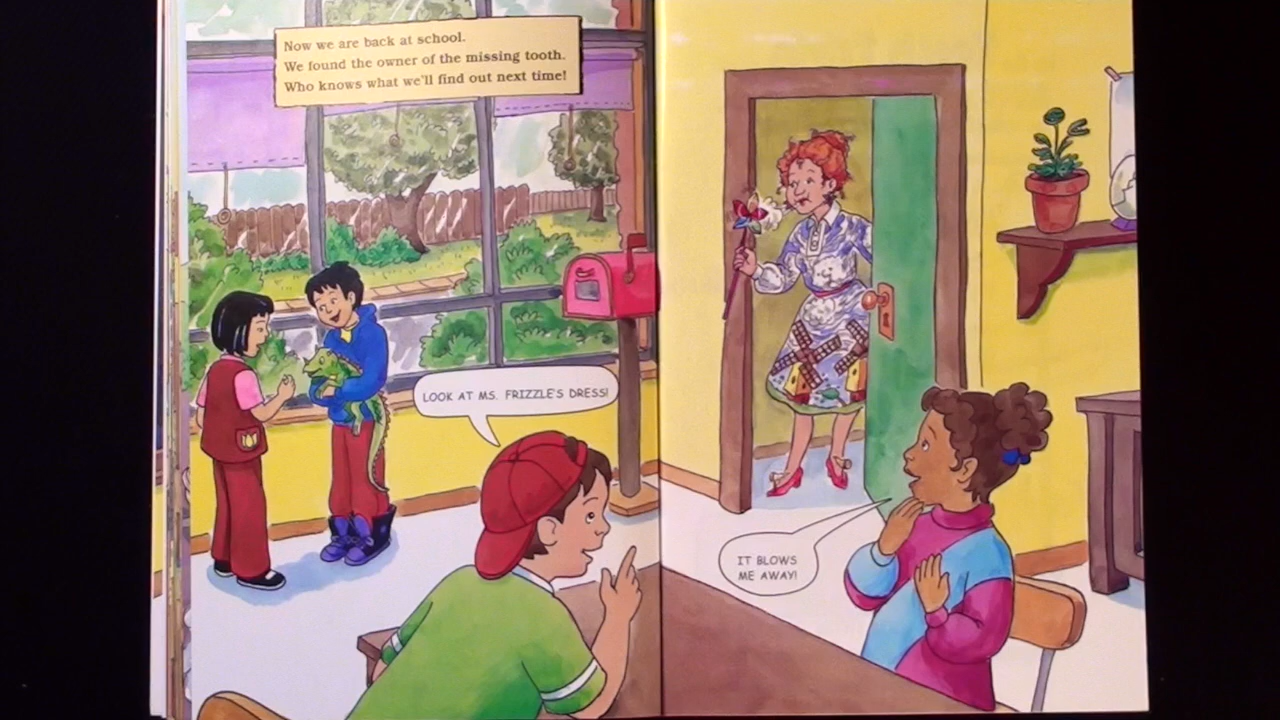 Now we are back at school.
We found the owner of the missing tooth.
Who knows what we'll find out next time!
LOOK AT MS. FRIZZLE'S DRESS!
IT BLOWS
ME AWAY!